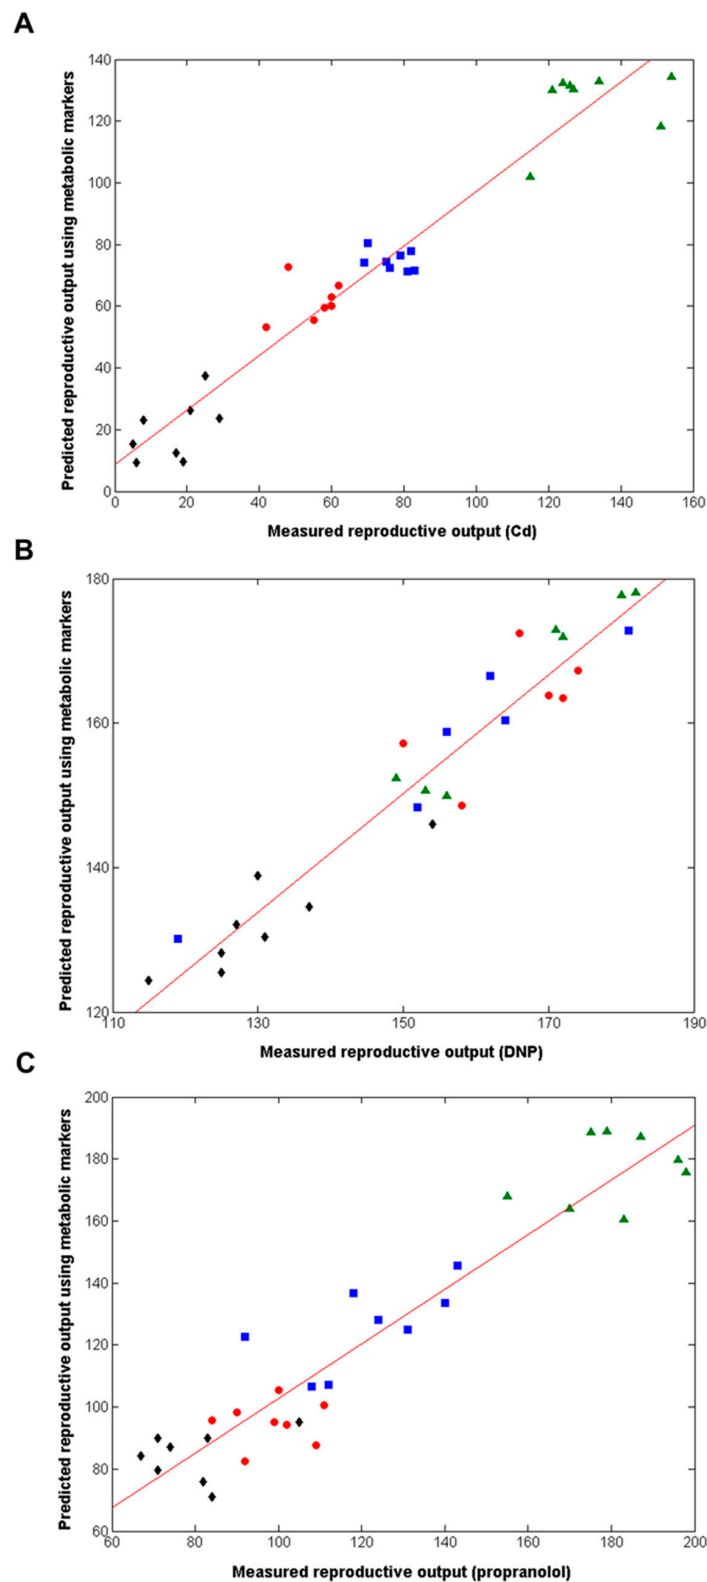 A
Predicted reproductive output using metabolic markers
140
120
100
80
60
40
20
0
0 20 40 60 80 100 120 140 160
Measured reproductive output (Cd)
B
Predicted reproductive output using metabolic markers
180
160
140
120
110 130 150 170 190
Measured reproductive output (DNP)
C
Predicted reproductive output using metabolic markers
200
180
160
140
120
100
80
60
60 80 100 120 140 160 180 200
Measured reproductive output (propranolol)